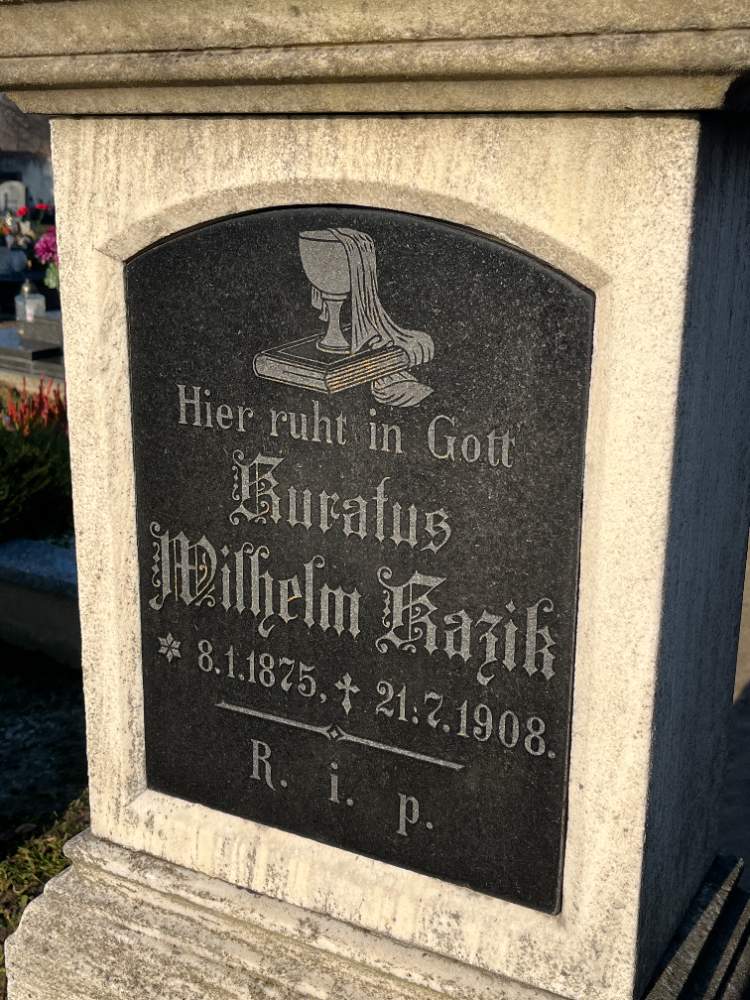 Hier ruht in Gott
Kuratus
Wilhelm Kazik
* 8.1.1875, † 21.7.1908.
R. i. p.